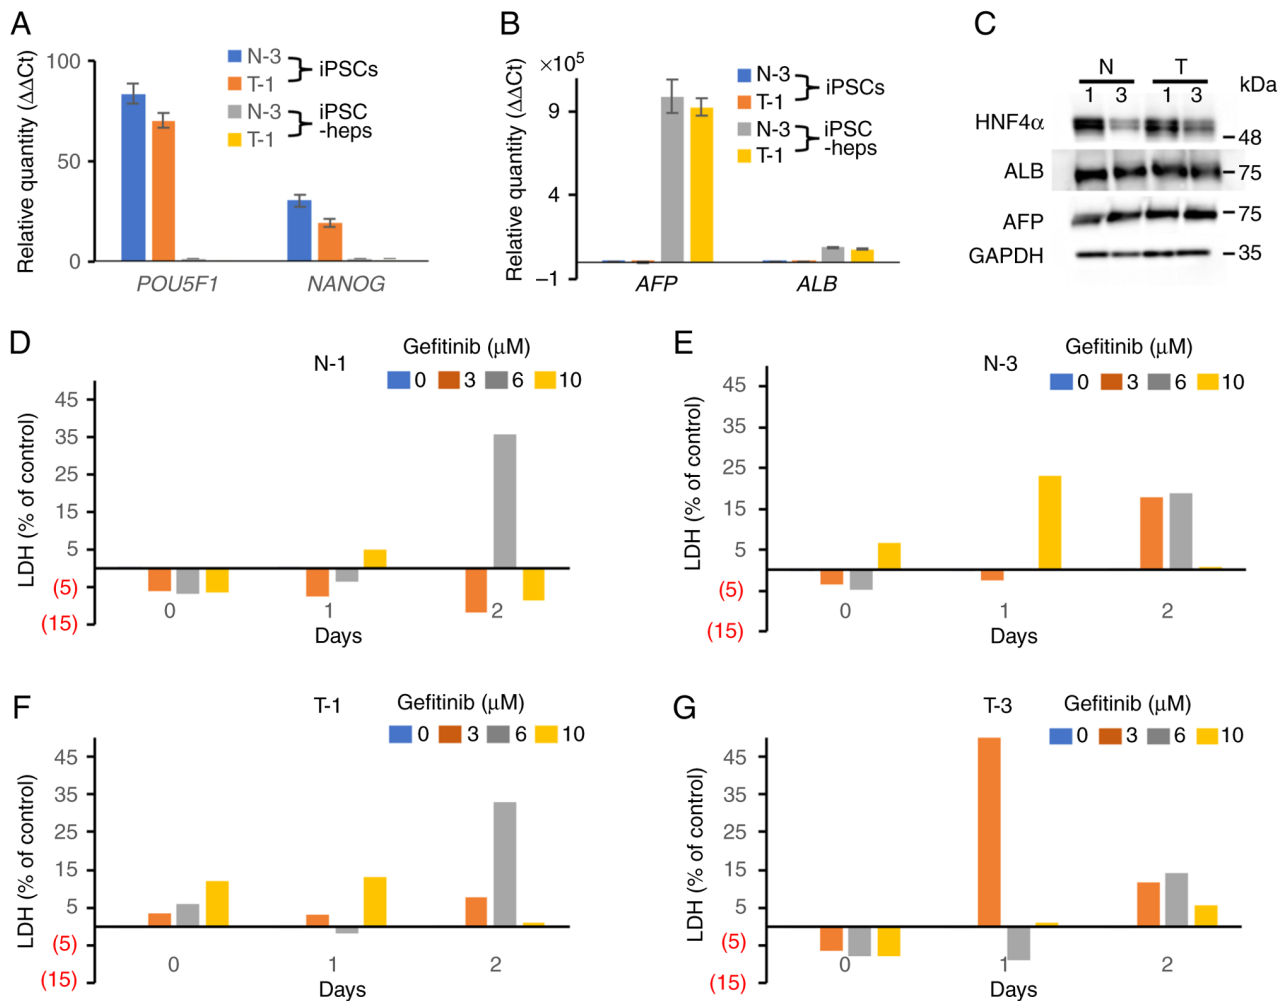 A
Relative quantity (ΔΔCt)
100
50
0
N-3
T-1
iPSCs
N-3
T-1
iPSC
-heps
POU5F1
NANOG
B
Relative quantity (ΔΔCt)
×10⁵
9
4
−1
N-3
T-1
iPSCs
N-3
T-1
iPSC
-heps
AFP
ALB
C
N T
1 3 1 3
kDa
HNF4α
48
ALB
75
AFP
75
GAPDH
35
D
N-1
Gefitinib (μM)
0 3 6 10
LDH (% of control)
45
35
25
15
5
(5)
(15)
0 1 2
Days
E
N-3
Gefitinib (μM)
0 3 6 10
LDH (% of control)
45
35
25
15
5
(5)
(15)
0 1 2
Days
F
T-1
Gefitinib (μM)
0 3 6 10
LDH (% of control)
45
35
25
15
5
(5)
(15)
0 1 2
Days
G
T-3
Gefitinib (μM)
0 3 6 10
LDH (% of control)
45
35
25
15
5
(5)
(15)
0 1 2
Days